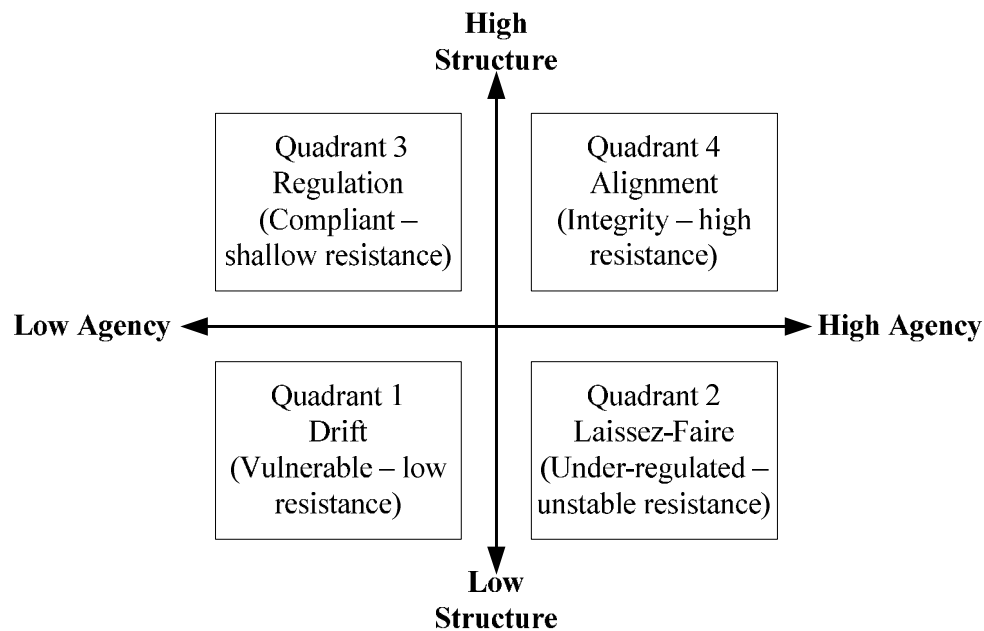 High
Structure
Quadrant 3
Regulation
(Compliant –
shallow resistance)
Quadrant 4
Alignment
(Integrity – high
resistance)
Low Agency
High Agency
Quadrant 1
Drift
(Vulnerable – low
resistance)
Quadrant 2
Laissez-Faire
(Under-regulated –
unstable resistance)
Low
Structure